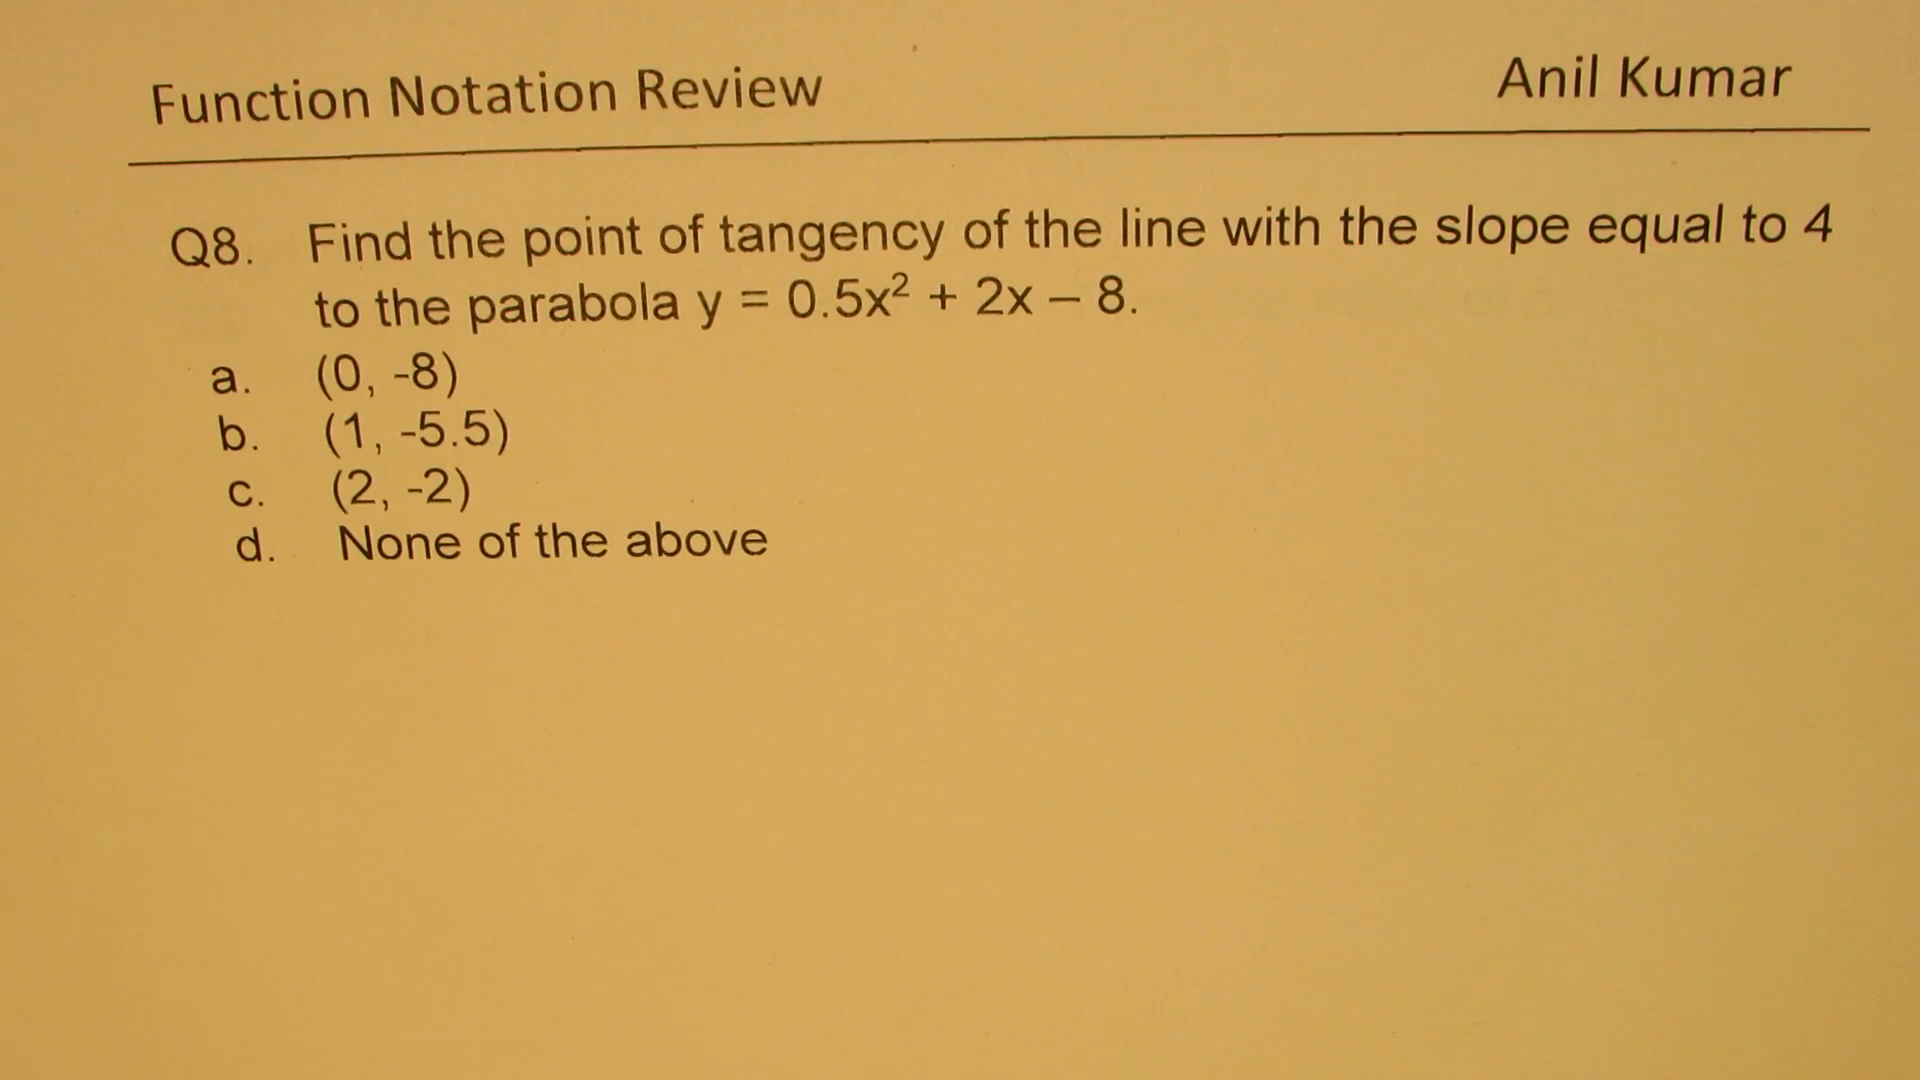 Function Notation Review
Anil Kumar
Q8. Find the point of tangency of the line with the slope equal to 4
to the parabola y = 0.5x² + 2x – 8.
a. (0, -8)
b. (1, -5.5)
c. (2, -2)
d. None of the above